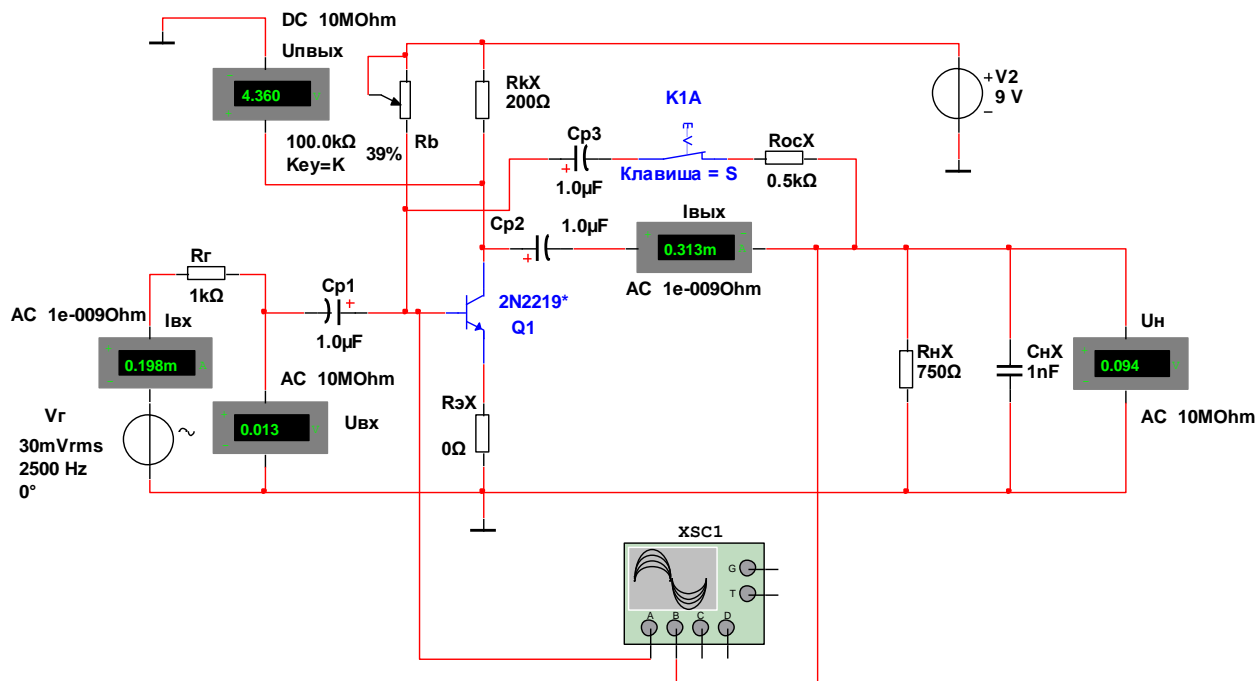 DC 10MOhm
Uпвых
4.360
V
100.0kΩ
Key=K
39%
Rb
RkX
200Ω
K1A
V2
9 V
Cp3
1.0µF
Клавиша = S
RocX
0.5kΩ
Cp2
1.0µF
Iвых
0.313m
A
AC 1e-009Ohm
Rг
1kΩ
Cp1
1.0µF
AC 1e-009Ohm
Iвх
0.198m
A
AC 10MOhm
0.013
V
Uвх
Vг
30mVrms
2500 Hz
0°
2N2219*
Q1
RэX
0Ω
RнX
750Ω
CнX
1nF
Uн
0.094
V
AC 10MOhm
XSC1
G
T
A B C D